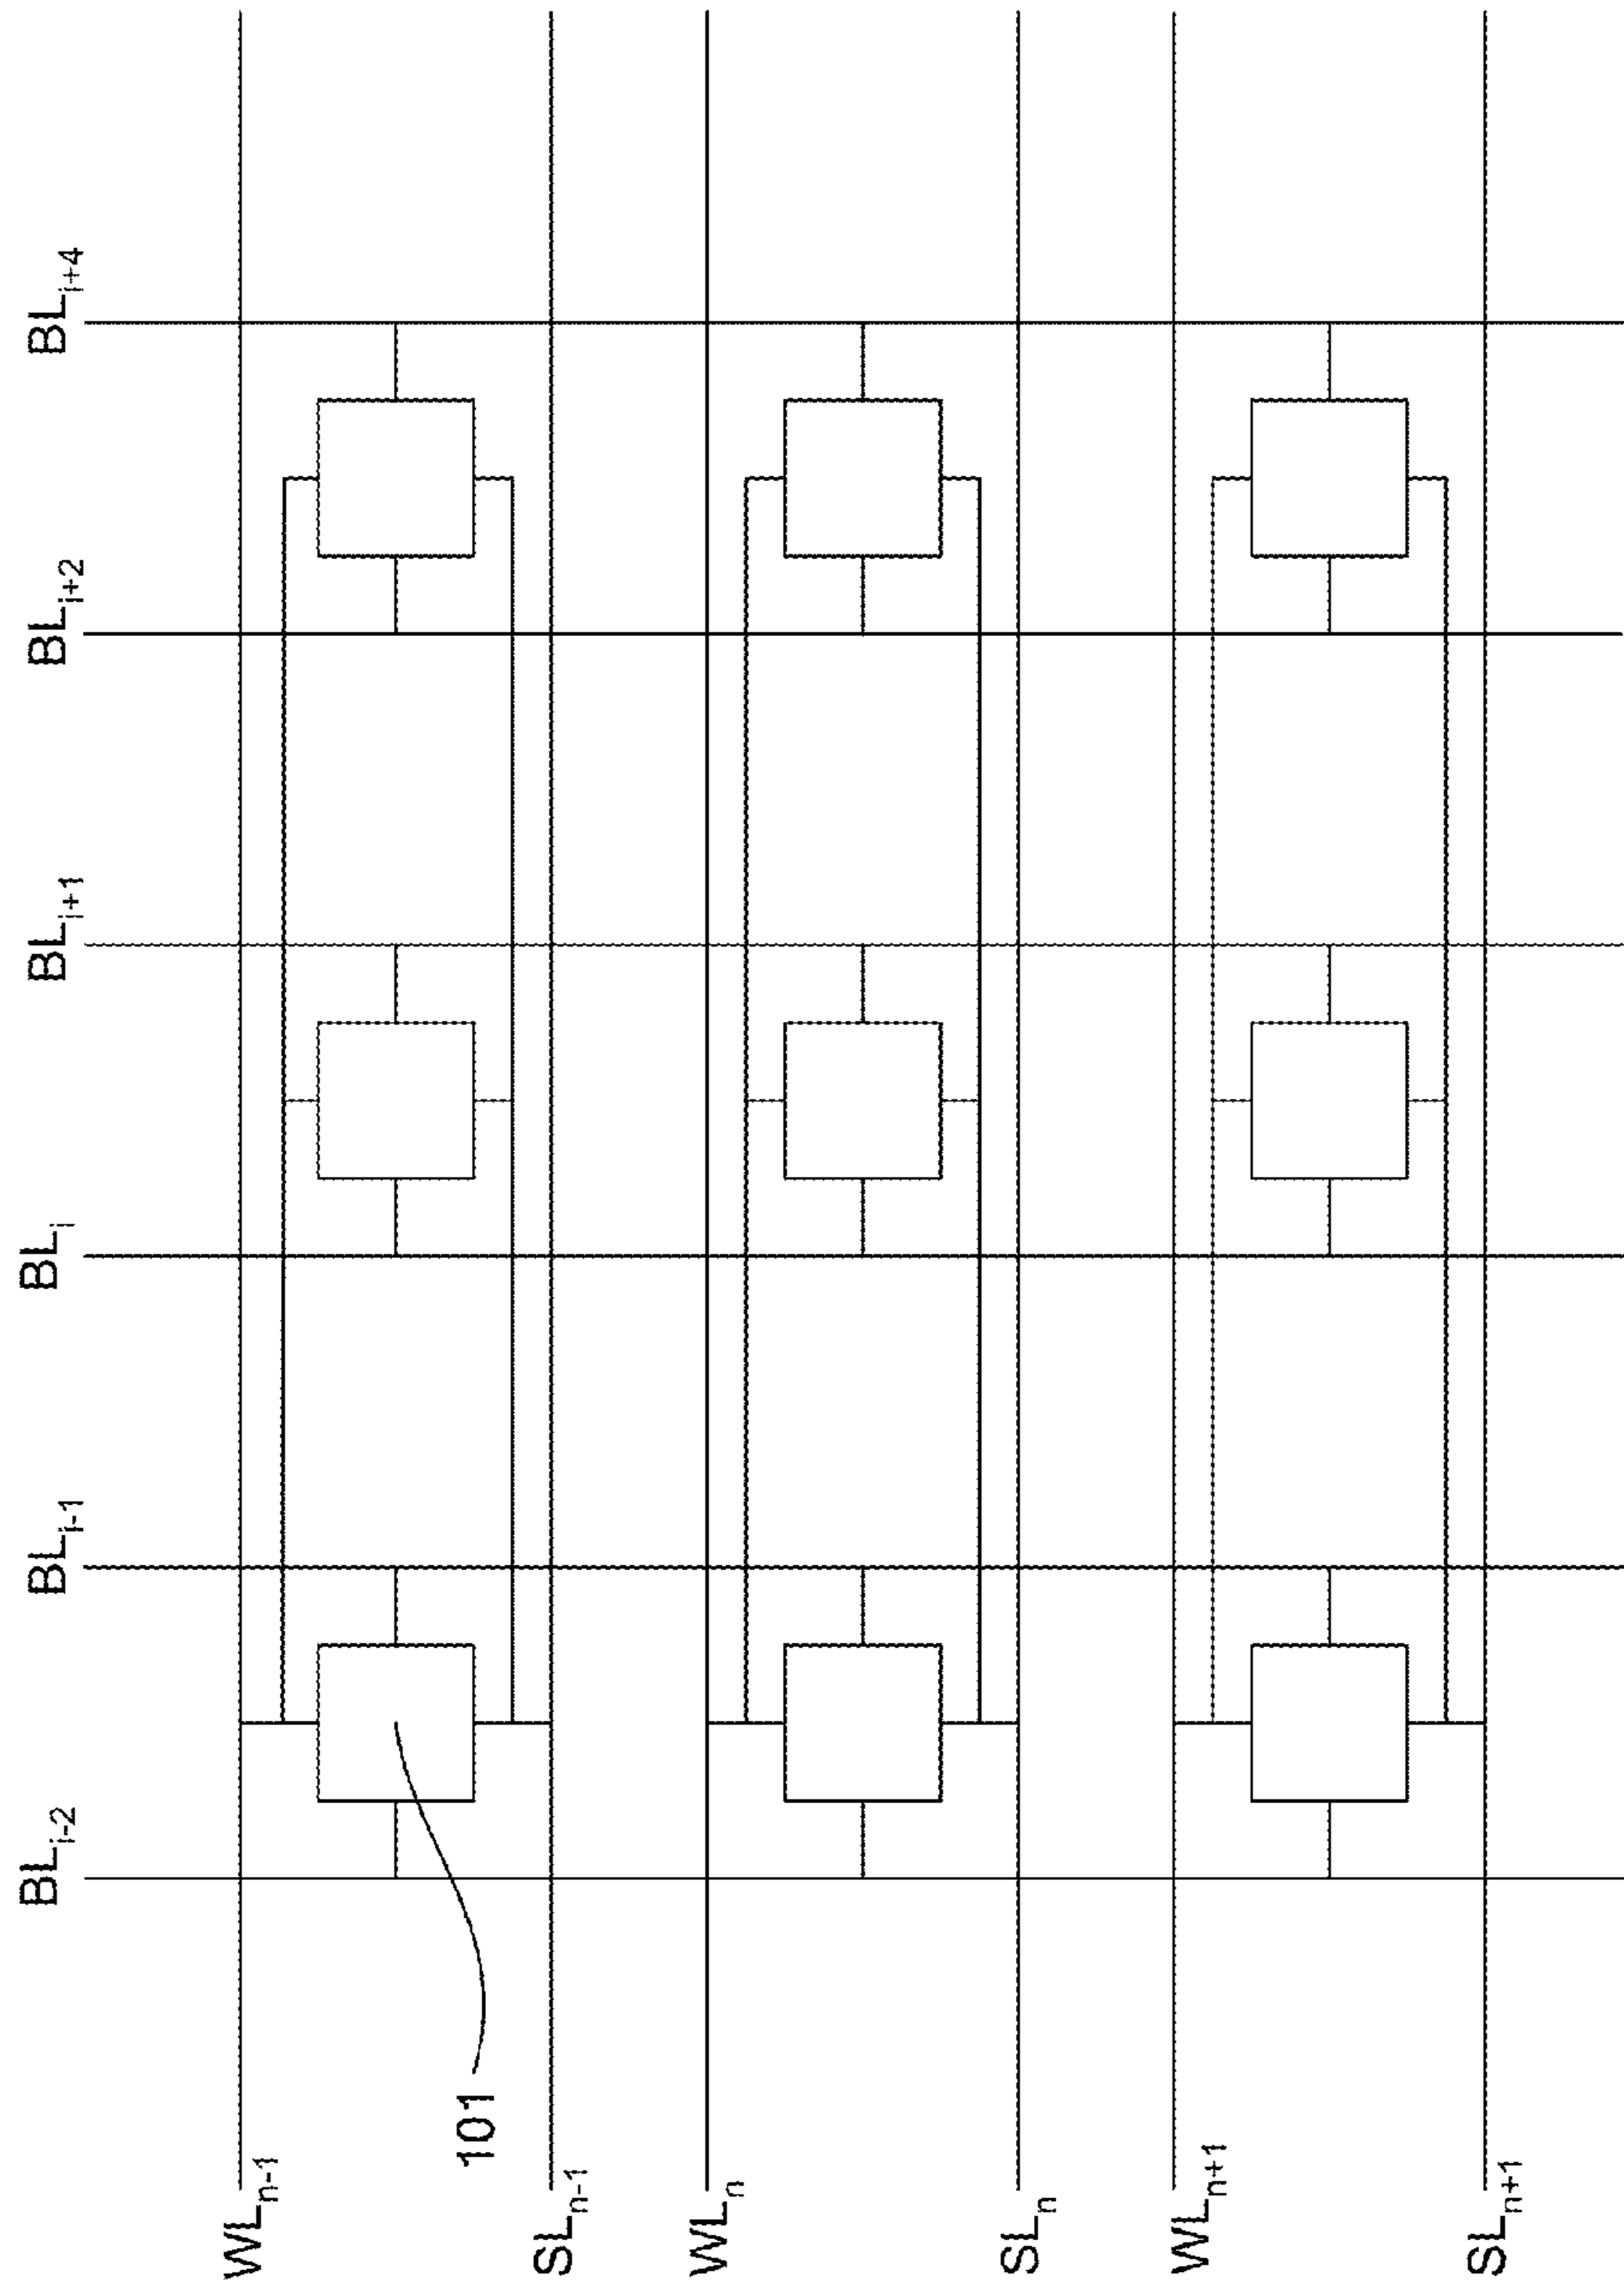 BL_{i-2}
BL_{i-1}
BL_i
BL_{i+1}
BL_{i+2}
BL_{i+4}
WL_{n-1}
101
SL_{n-1}
WL_n
SL_n
WL_{n+1}
SL_{n+1}